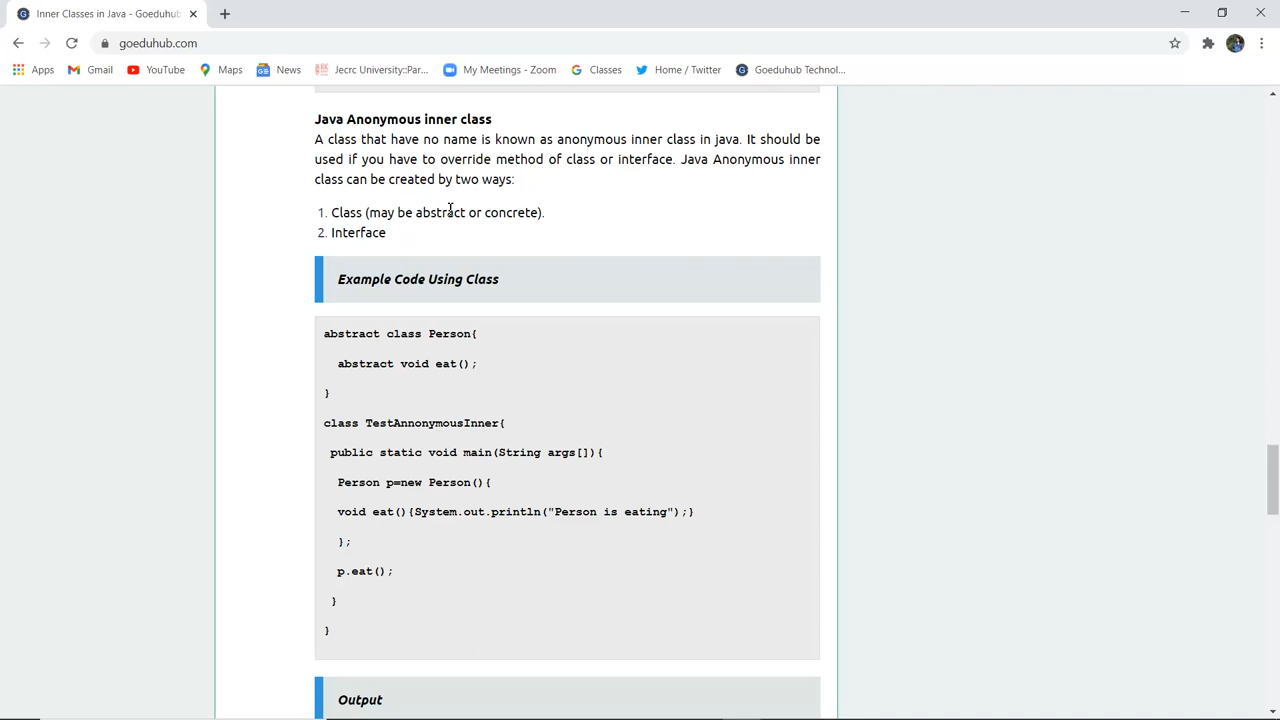 Inner Classes in Java - Goeduhub
goeduhub.com
Apps
Gmail
YouTube
Maps
News
Jecrc University::Par...
My Meetings - Zoom
Classes
Home / Twitter
Goeduhub Technol...
Java Anonymous inner class
A class that have no name is known as anonymous inner class in java. It should be
used if you have to override method of class or interface. Java Anonymous inner
class can be created by two ways:
1. Class (may be abstract or concrete).
2. Interface
Example Code Using Class
abstract class Person{
abstract void eat();
}
class TestAnnonymousInner{
public static void main(String args[]){
Person p=new Person(){
void eat(){System.out.println("Person is eating");}
};
p.eat();
}
}
Output